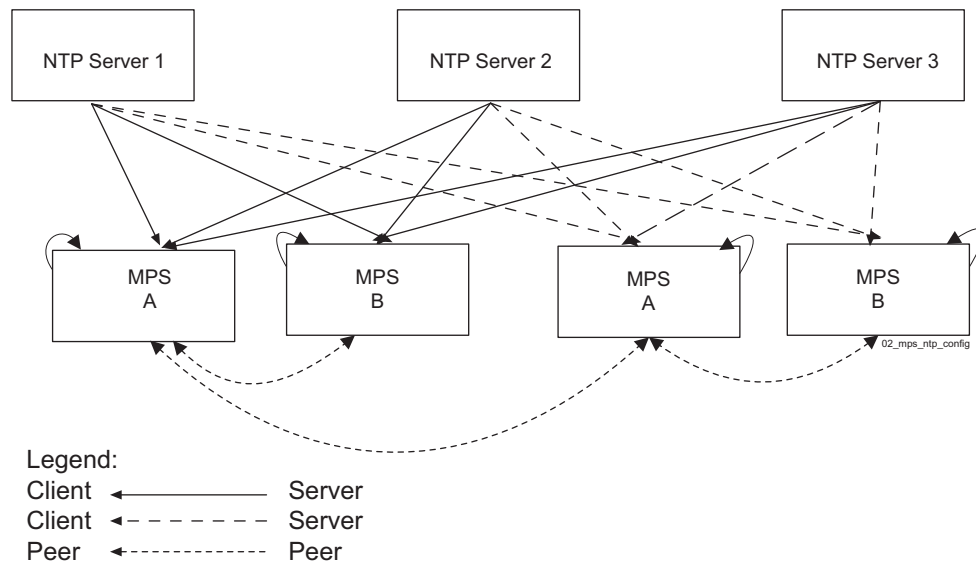 NTP Server 1
NTP Server 2
NTP Server 3
MPS
A
MPS
B
MPS
A
MPS
B
02_mps_ntp_config
Legend:
Client Server
Client Server
Peer Peer